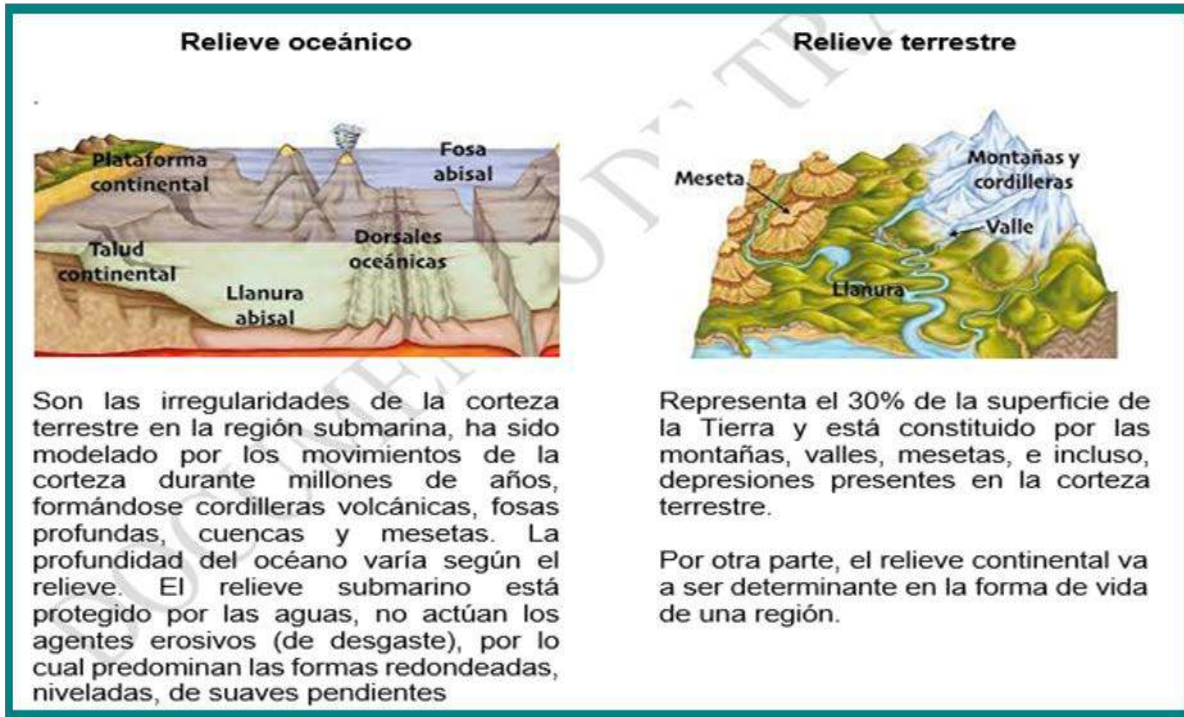 Relieve oceánico
Plataforma
continental
Fosa
abisal
Talud
continental
Dorsales
oceánicas
Llanura
abisal
Son las irregularidades de la corteza
terrestre en la región submarina, ha sido
modelado por los movimientos de la
corteza durante millones de años,
formándose cordilleras volcánicas, fosas
profundas, cuencas y mesetas. La
profundidad del océano varía según el
relieve. El relieve submarino está
protegido por las aguas, no actúan los
agentes erosivos (de desgaste), por lo
cual predominan las formas redondeadas,
niveladas, de suaves pendientes
Relieve terrestre
Meseta
Montañas y
cordilleras
Valle
Llanura
Representa el 30% de la superficie de
la Tierra y está constituido por las
montañas, valles, mesetas, e incluso,
depresiones presentes en la corteza
terrestre.
Por otra parte, el relieve continental va
a ser determinante en la forma de vida
de una región.